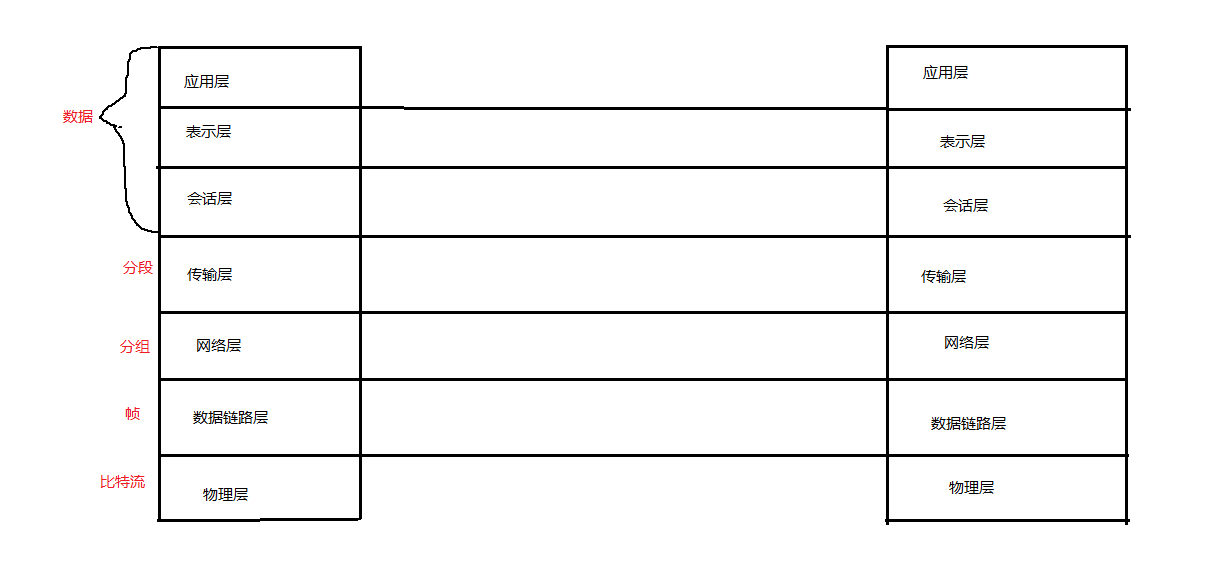 应用层
应用层
数据
表示层
表示层
会话层
会话层
分段
传输层
传输层
分组
网络层
网络层
帧
数据链路层
数据链路层
比特流
物理层
物理层